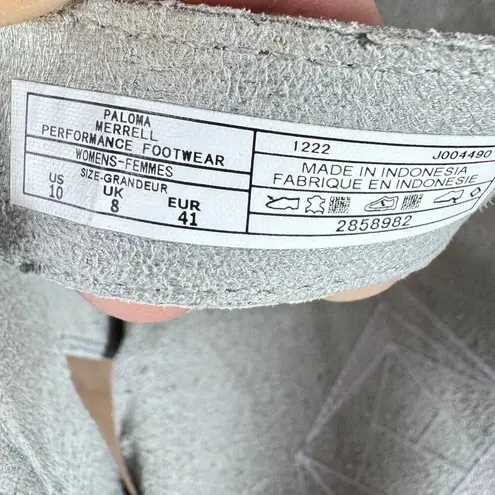 PALOMA
MERRELL
PERFORMANCE FOOTWEAR
WOMENS-FEMMES
SIZE-GRANDEUR
US UK EUR
10 8 41
1222 J004490
MADE IN INDONESIA
FABRIQUE EN INDONESIE
2858982